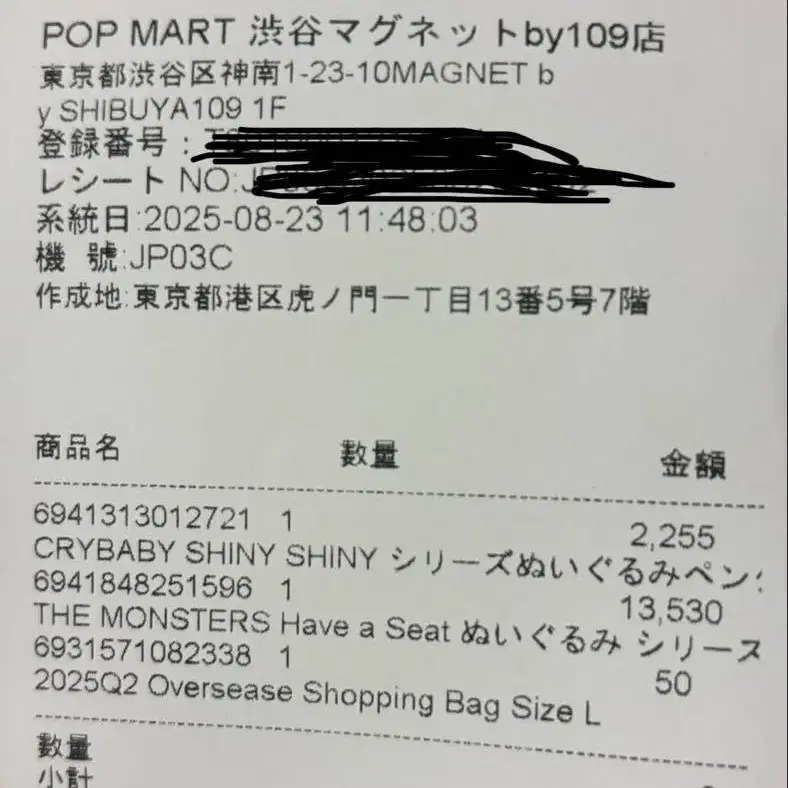 POP MART 渋谷マグネットby109店
東京都渋谷区神南1-23-10MAGNET b
y SHIBUYA109 1F
登録番号:
レシート NO:J
系統日:2025-08-23 11:48:03
機 號:JP03C
作成地:東京都港区虎ノ門一丁目13番5号7階
商品名 数量 金額
6941313012721 1 2,255
CRYBABY SHINY SHINY シリーズぬいぐるみペン
6941848251596 1 13,530
THE MONSTERS Have a Seat ぬいぐるみ シリーズ
6931571082338 1 50
2025Q2 Oversease Shopping Bag Size L
数量
小計